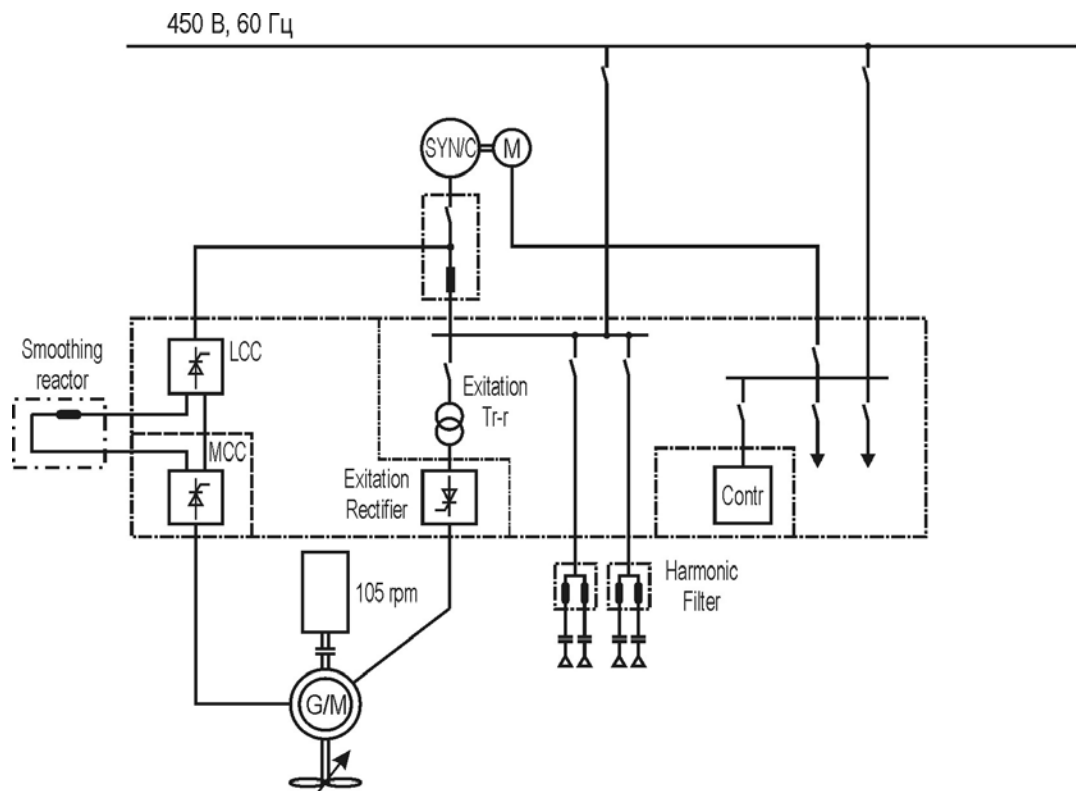 450 В, 60 Гц
SYN/C
M
Smoothing
reactor
LCC
MCC
Exitation
Tr-r
Exitation
Rectifier
Contr
105 rpm
Harmonic
Filter
G/M